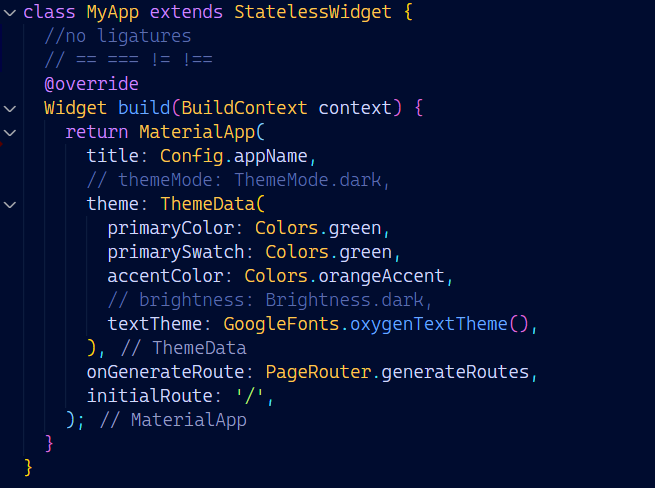 class MyApp extends StatelessWidget {
  //no ligatures
  // == === != !==
  @override
  Widget build(BuildContext context) {
    return MaterialApp(
      title: Config.appName,
      // themeMode: ThemeMode.dark,
      theme: ThemeData(
        primaryColor: Colors.green,
        primarySwatch: Colors.green,
        accentColor: Colors.orangeAccent,
        // brightness: Brightness.dark,
        textTheme: GoogleFonts.oxygenTextTheme(),
      ), // ThemeData
      onGenerateRoute: PageRouter.generateRoutes,
      initialRoute: '/',
    ); // MaterialApp
  }
}